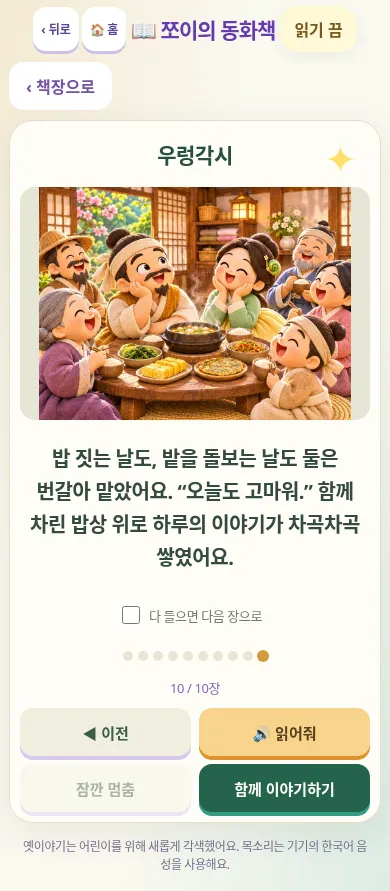 ‹ 뒤로
🏠 홈
📖 쪼이의 동화책
읽기 끔
‹ 책장으로
우렁각시
밥 짓는 날도, 밭을 돌보는 날도 둘은
번갈아 맡았어요. “오늘도 고마워.” 함께
차린 밥상 위로 하루의 이야기가 차곡차곡
쌓였어요.
다 들으면 다음 장으로
10 / 10장
◀ 이전
🔊 읽어줘
잠깐 멈춤
함께 이야기하기
옛이야기는 어린이를 위해 새롭게 각색했어요. 목소리는 기기의 한국어 음
성을 사용해요.